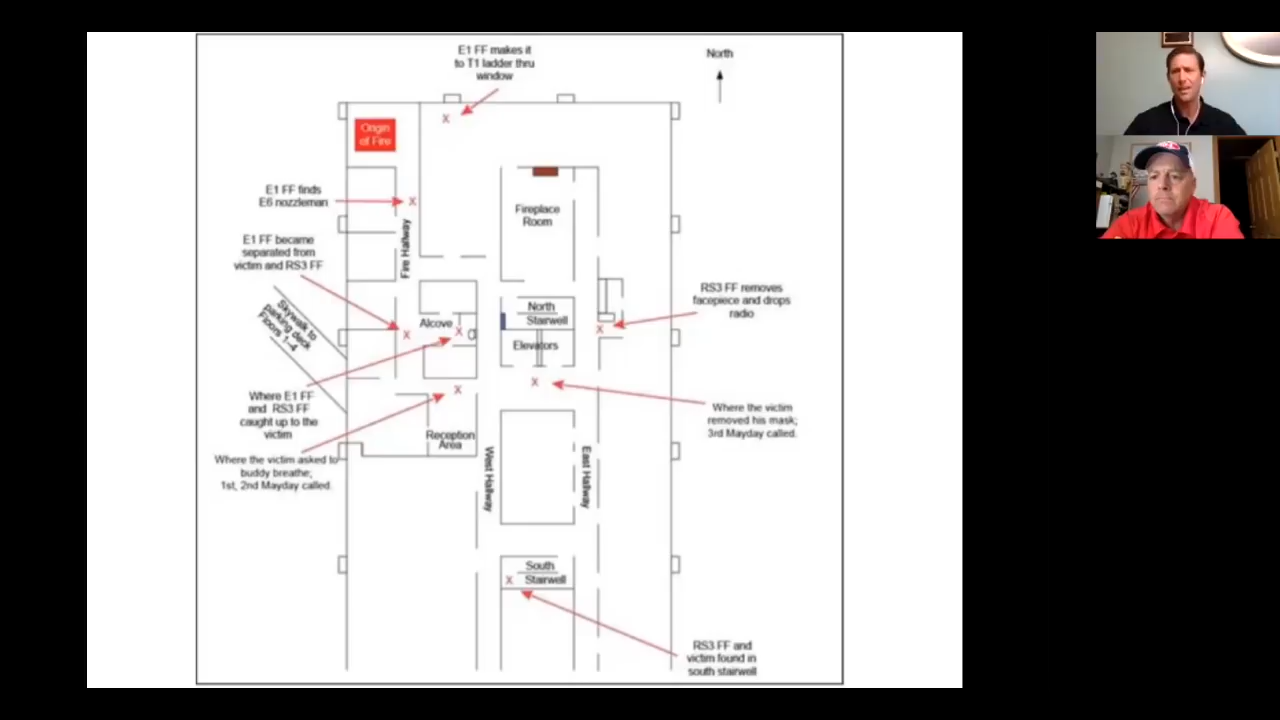 E1 FF makes it
to T1 ladder thru
window
North
Origin
of Fire
E1 FF finds
E6 nozzleman
Fire Hallway
Fireplace
Room
E1 FF became
separated from
victim and RS3 FF
Skywalk to
parking deck
Floors 1-4
Alcove
North
Stairwell
Elevators
RS3 FF removes
facepiece and drops
radio
Where E1 FF
and RS3 FF
caught up to the
victim
Where the victim
removed his mask;
3rd Mayday called.
Reception
Area
Where the victim asked to
buddy breathe;
1st, 2nd Mayday called.
West Hallway
East Hallway
South
Stairwell
RS3 FF and
victim found in
south stairwell
X
X
X
X
X
X
X
X